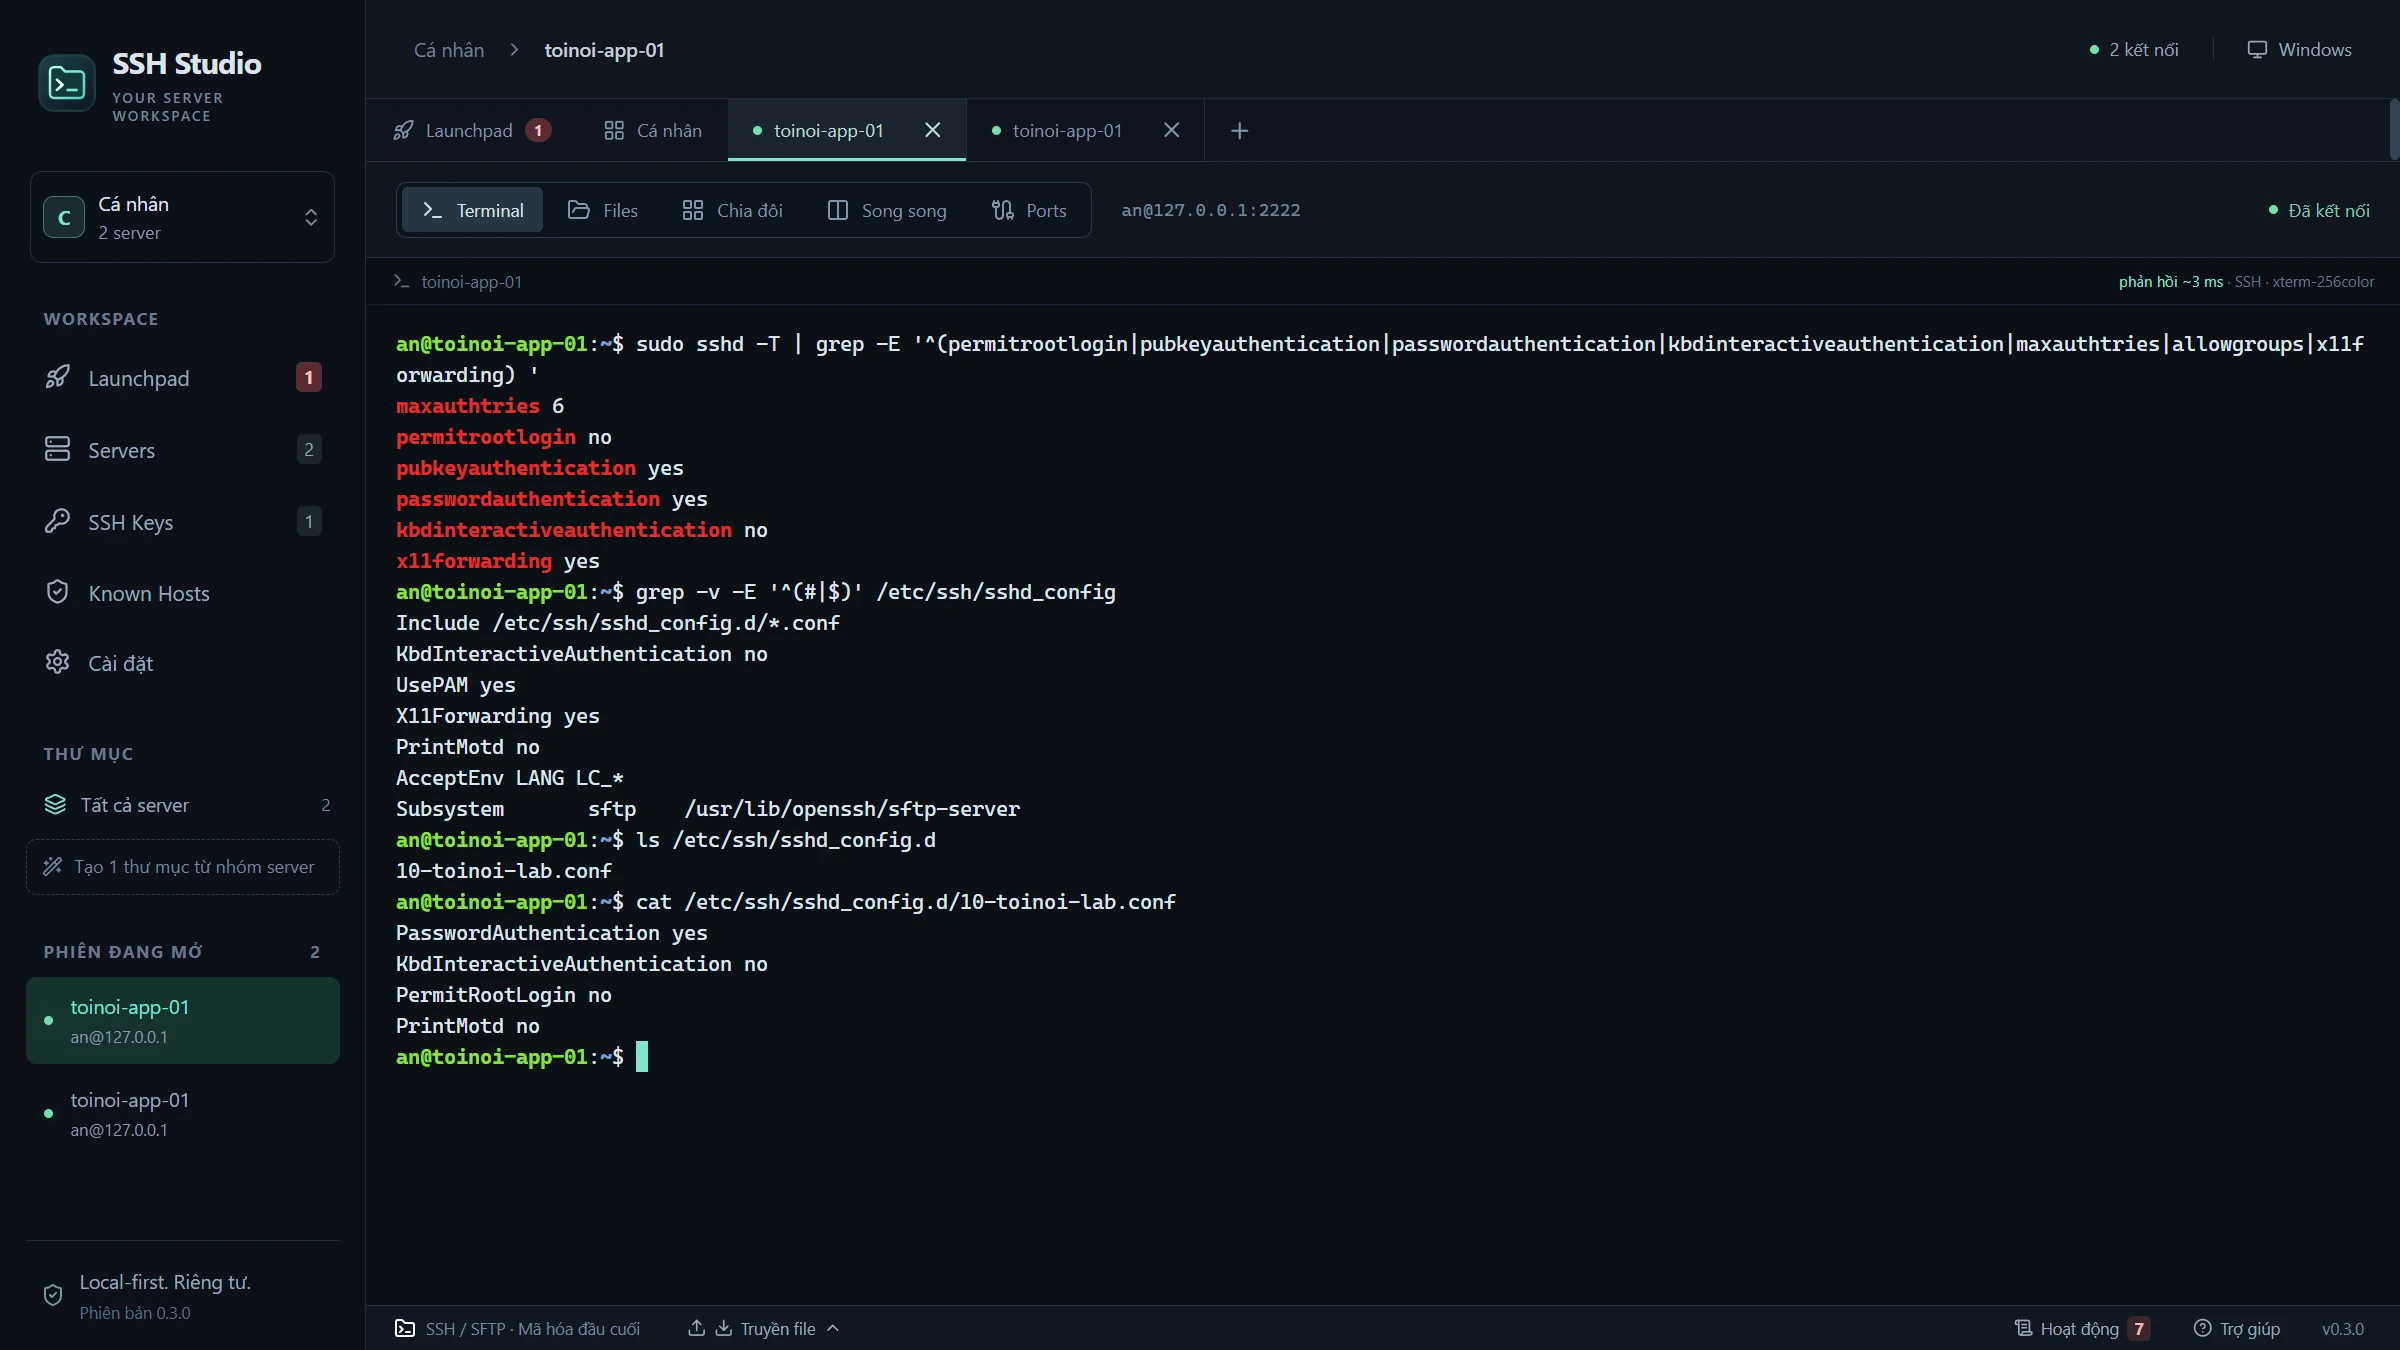 SSH Studio
YOUR SERVER
WORKSPACE
C
Cá nhân
2 server
WORKSPACE
Launchpad 1
Servers 2
SSH Keys 1
Known Hosts
Cài đặt
THƯ MỤC
Tất cả server 2
Tạo 1 thư mục từ nhóm server
PHIÊN ĐANG MỞ 2
toinoi-app-01
an@127.0.0.1
toinoi-app-01
an@127.0.0.1
Local-first. Riêng tư.
Phiên bản 0.3.0
Cá nhân > toinoi-app-01
2 kết nối
Windows
Launchpad 1
Cá nhân
toinoi-app-01
toinoi-app-01
Terminal
Files
Chia đôi
Song song
Ports
an@127.0.0.1:2222
Đã kết nối
toinoi-app-01
phản hồi ~3 ms · SSH · xterm-256color
an@toinoi-app-01:~$ sudo sshd -T | grep -E '^(permitrootlogin|pubkeyauthentication|passwordauthentication|kbdinteractiveauthentication|maxauthtries|allowgroups|x11f
orwarding) '
maxauthtries 6
permitrootlogin no
pubkeyauthentication yes
passwordauthentication yes
kbdinteractiveauthentication no
x11forwarding yes
an@toinoi-app-01:~$ grep -v -E '^(#|$)' /etc/ssh/sshd_config
Include /etc/ssh/sshd_config.d/*.conf
KbdInteractiveAuthentication no
UsePAM yes
X11Forwarding yes
PrintMotd no
AcceptEnv LANG LC_*
Subsystem       sftp    /usr/lib/openssh/sftp-server
an@toinoi-app-01:~$ ls /etc/ssh/sshd_config.d
10-toinoi-lab.conf
an@toinoi-app-01:~$ cat /etc/ssh/sshd_config.d/10-toinoi-lab.conf
PasswordAuthentication yes
KbdInteractiveAuthentication no
PermitRootLogin no
PrintMotd no
an@toinoi-app-01:~$
SSH / SFTP · Mã hóa đầu cuối
Truyền file
Hoạt động 7
Trợ giúp
v0.3.0